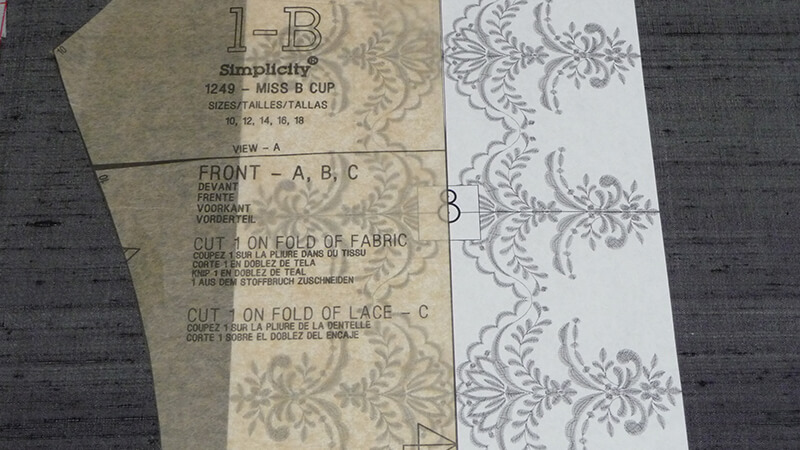 1-B
Simplicity®
1249 - MISS B CUP
SIZES/TAILLES/TALLAS
10, 12, 14, 16, 18
VIEW - A
FRONT - A, B, C
DEVANT
FRENTE
VOORKANT
VORDERTEIL
8
CUT 1 ON FOLD OF FABRIC
COUPEZ 1 SUR LA PLIURE DANS DU TISSU
CORTE 1 EN DOBLEZ DE TELA
KNIP 1 EN DOBLEZ DE TEAL
1 AUS DEM STOFFBRUCH ZUSCHNEIDEN
CUT 1 ON FOLD OF LACE - C
COUPEZ 1 SUR LA PLIURE DE LA DENTELLE
CORTE 1 SOBRE EL DOBLEZ DEL ENCAJE